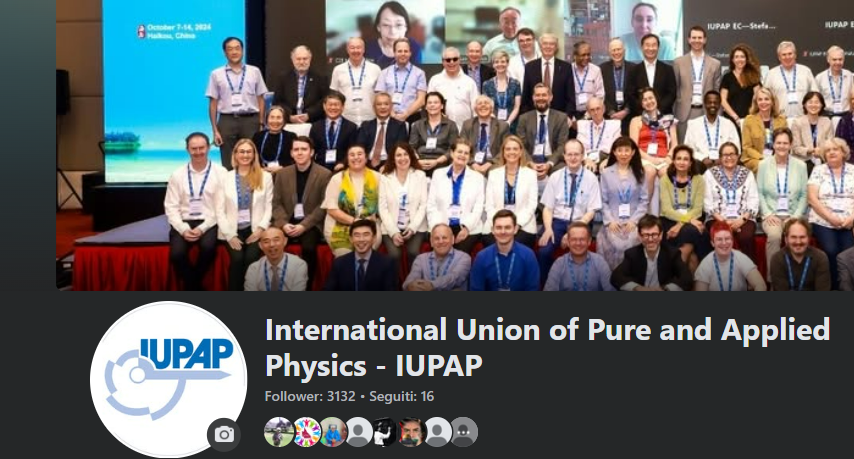 October 7-14, 2024
Haikou, China
IUPAP EC—Stefa...
IUPAP E
IUPAP
International Union of Pure and Applied
Physics - IUPAP
Follower: 3132 • Seguiti: 16